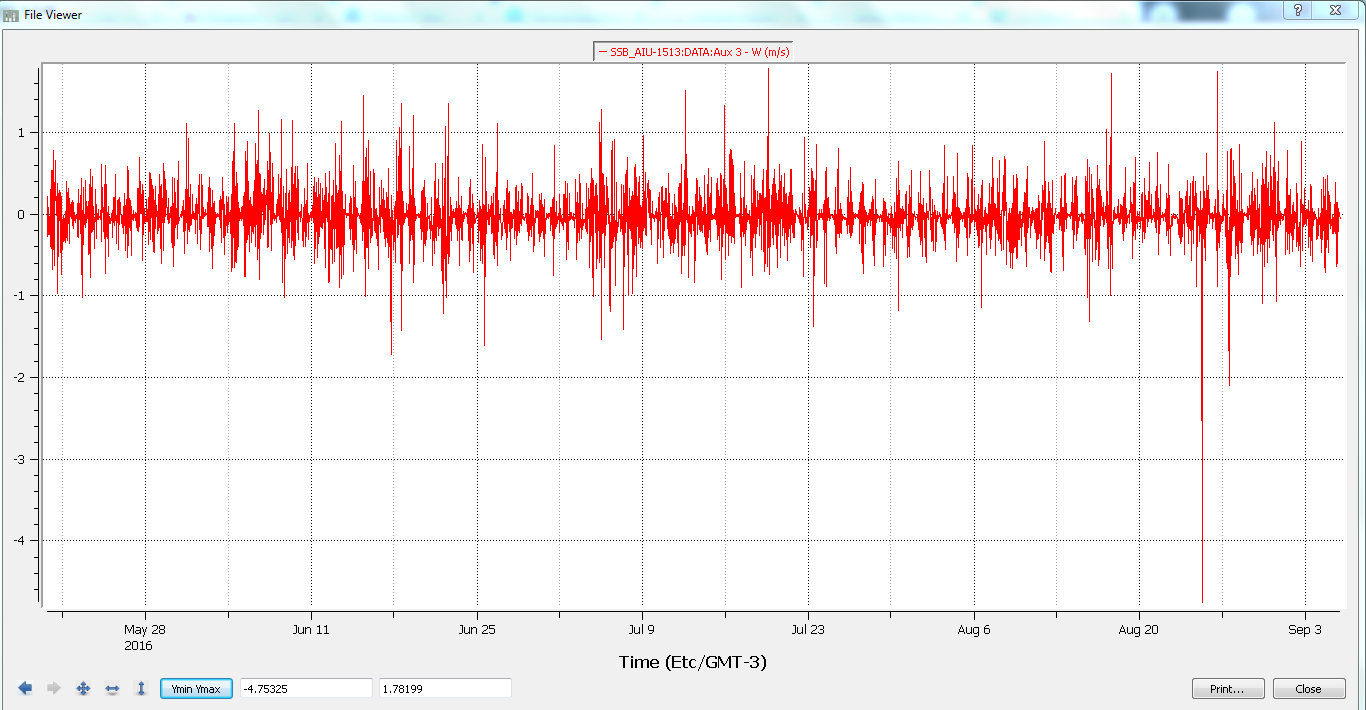 File Viewer
SSB_AIU-1513:DATA:Aux 3 - W (m/s)
1
0
-1
-2
-3
-4
May 28 Jun 11 Jun 25 Jul 9 Jul 23 Aug 6 Aug 20 Sep 3
2016
Time (Etc/GMT-3)
Ymin Ymax -4.75325 1.78199 Print... Close